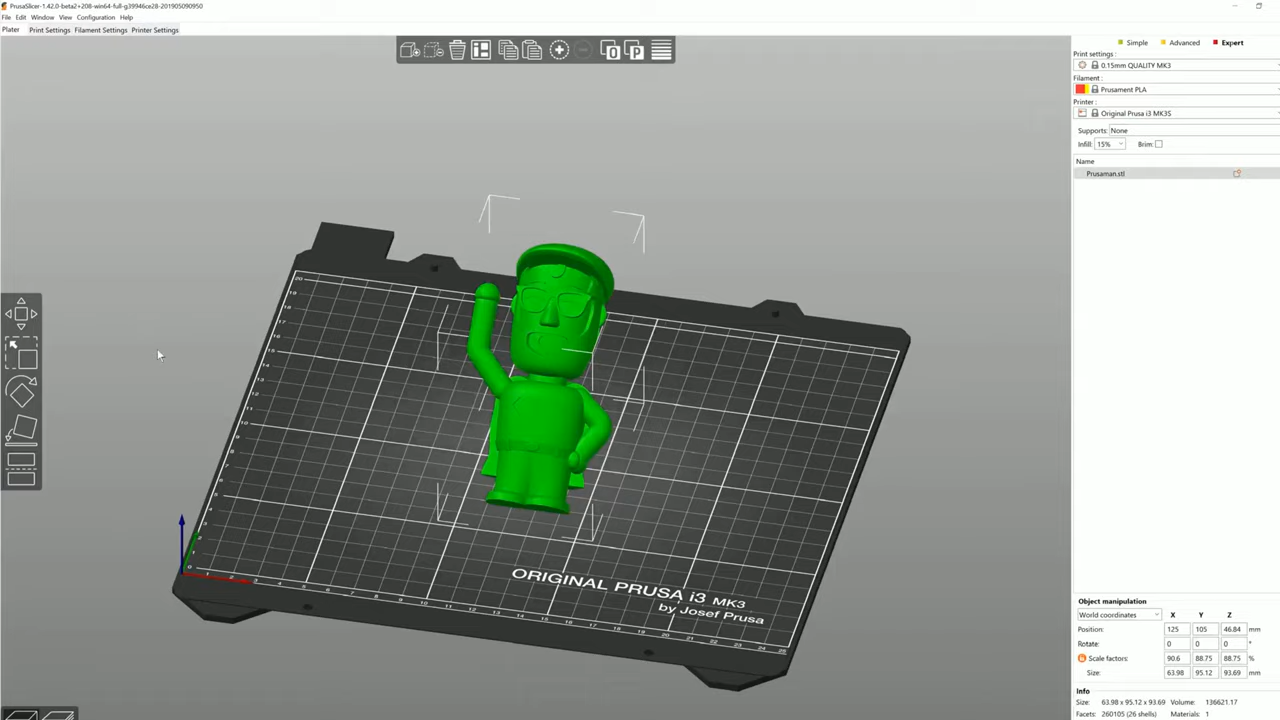 PrusaSlicer-1.42.0-beta2+208-win64-full-g39946ce28-201905090950
File Edit Window View Configuration Help
Plater Print Settings Filament Settings Printer Settings
Simple Advanced Expert
Print settings :
0.15mm QUALITY MK3
Filament :
Prusament PLA
Printer :
Original Prusa i3 MK3S
Supports: None
Infill: 15% Brim:
Name
Prusaman.stl
ORIGINAL PRUSA i3 MK3
by Josef Prusa
Object manipulation
World coordinates X Y Z
Position: 125 105 46.84 mm
Rotate: 0 0 0 °
Scale factors: 90.6 88.75 88.75 %
Size: 63.98 95.12 93.69 mm
Info
Size: 63.98 x 95.12 x 93.69 Volume: 136621.17
Facets: 260105 (26 shells) Materials: 1